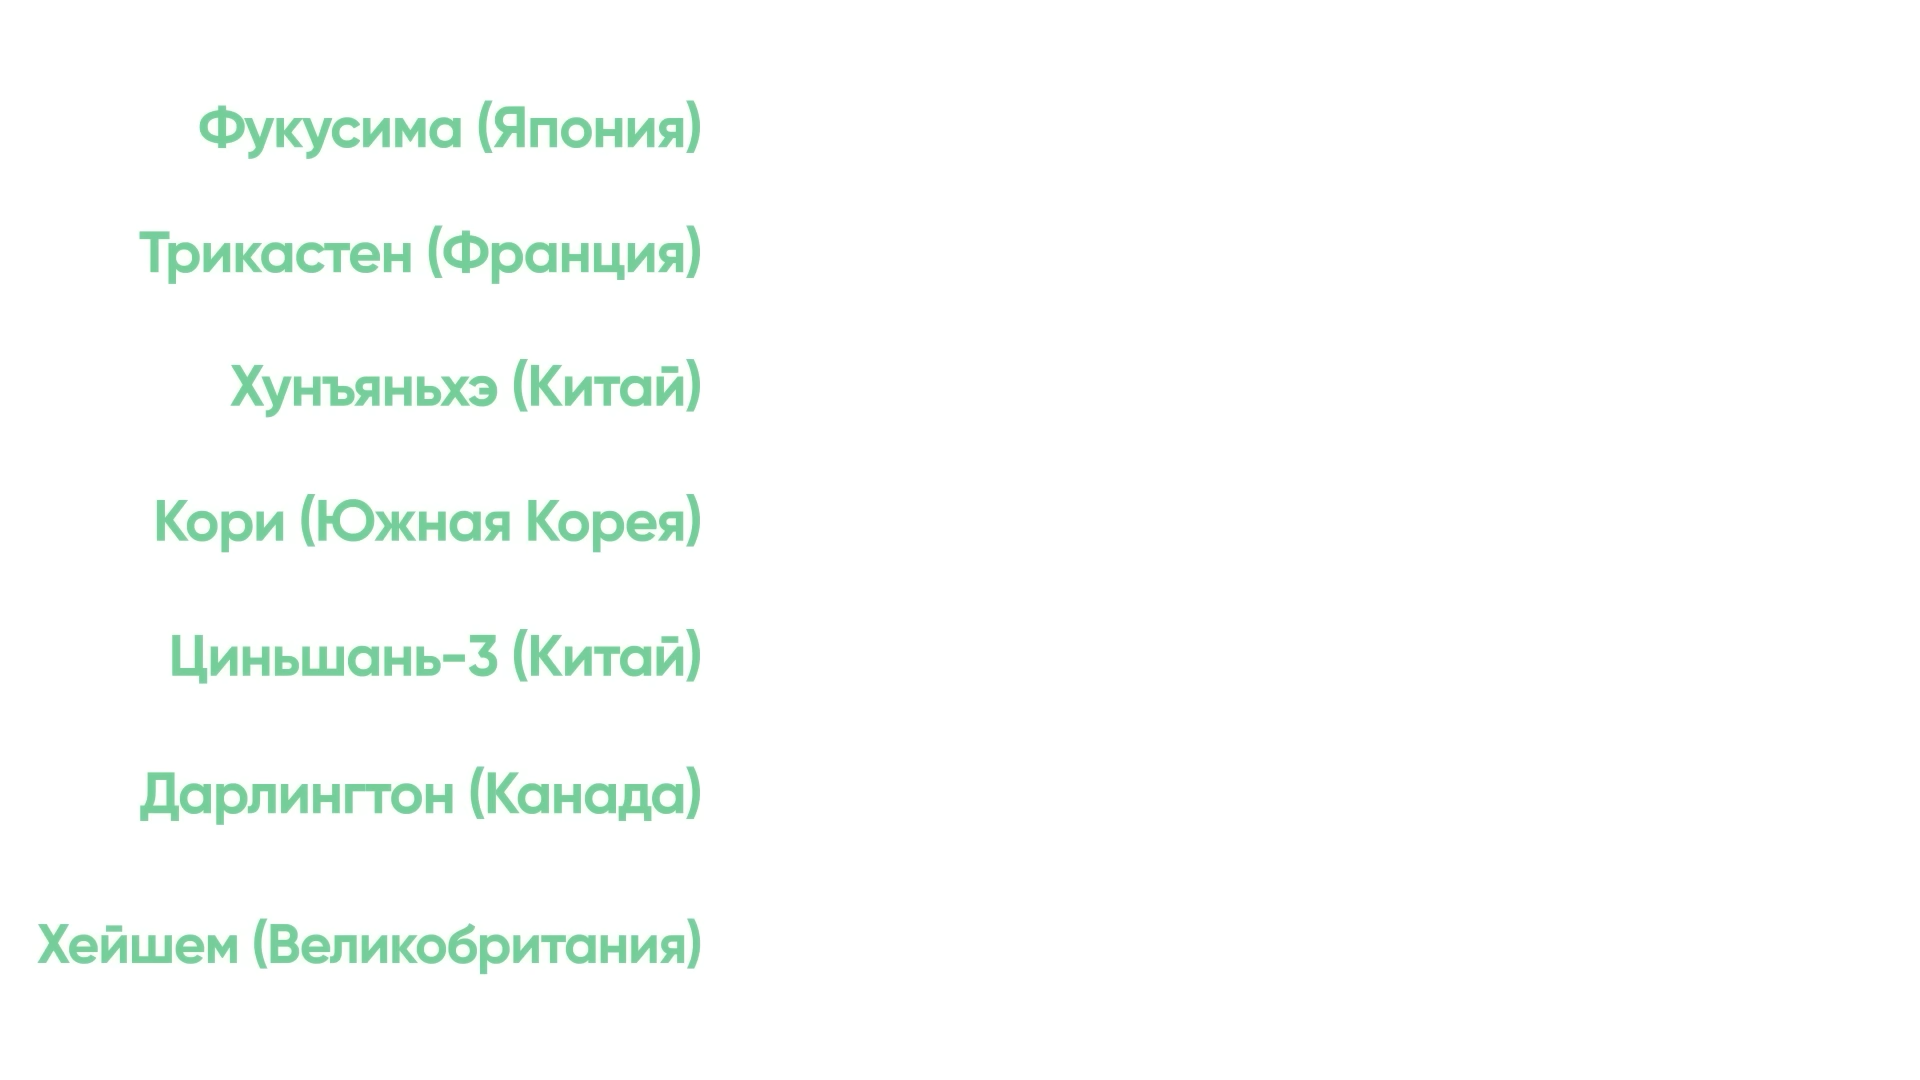 Фукусима (Япония)
Трикастен (Франция)
Хунъяньхэ (Китай)
Кори (Южная Корея)
Циньшань-3 (Китай)
Дарлингтон (Канада)
Хейшем (Великобритания)